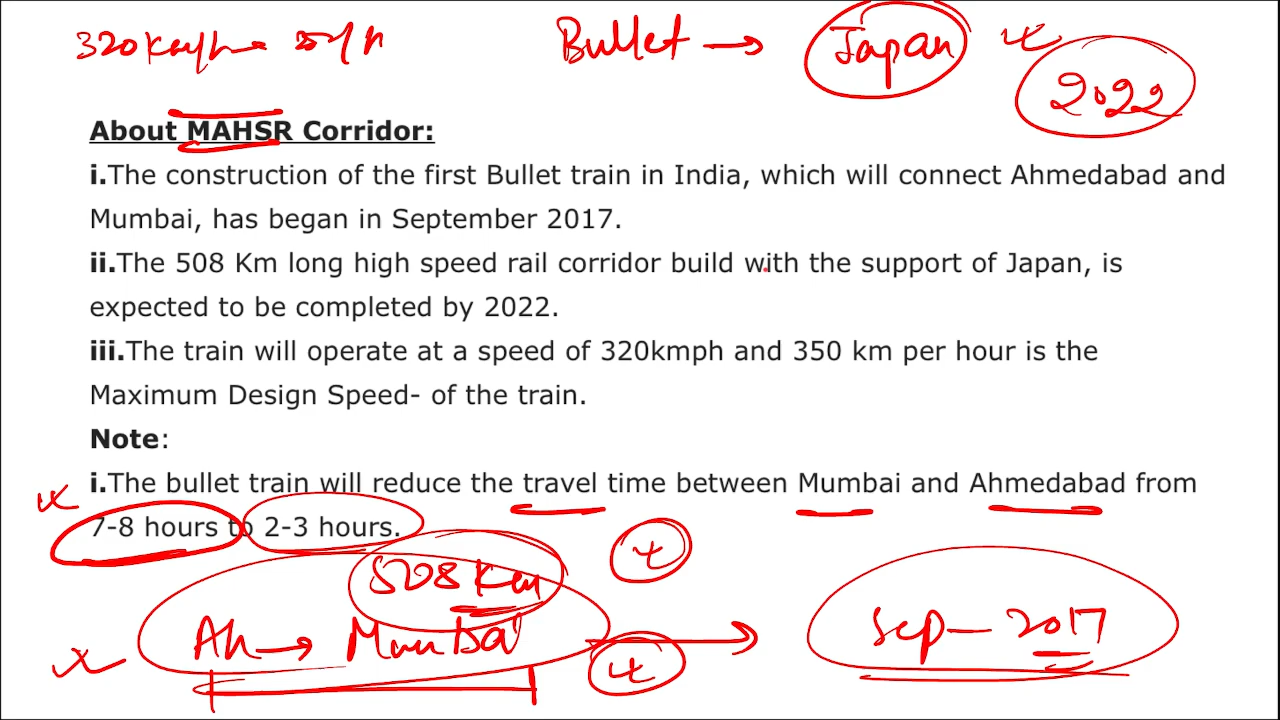 320km/h
Bullet → Japan
2022
About MAHSR Corridor:
i.The construction of the first Bullet train in India, which will connect Ahmedabad and
Mumbai, has began in September 2017.
ii.The 508 Km long high speed rail corridor build with the support of Japan, is
expected to be completed by 2022.
iii.The train will operate at a speed of 320kmph and 350 km per hour is the
Maximum Design Speed- of the train.
Note:
i.The bullet train will reduce the travel time between Mumbai and Ahmedabad from
7-8 hours to 2-3 hours.
508 Km
Ah → Mumbai → Sep - 2017